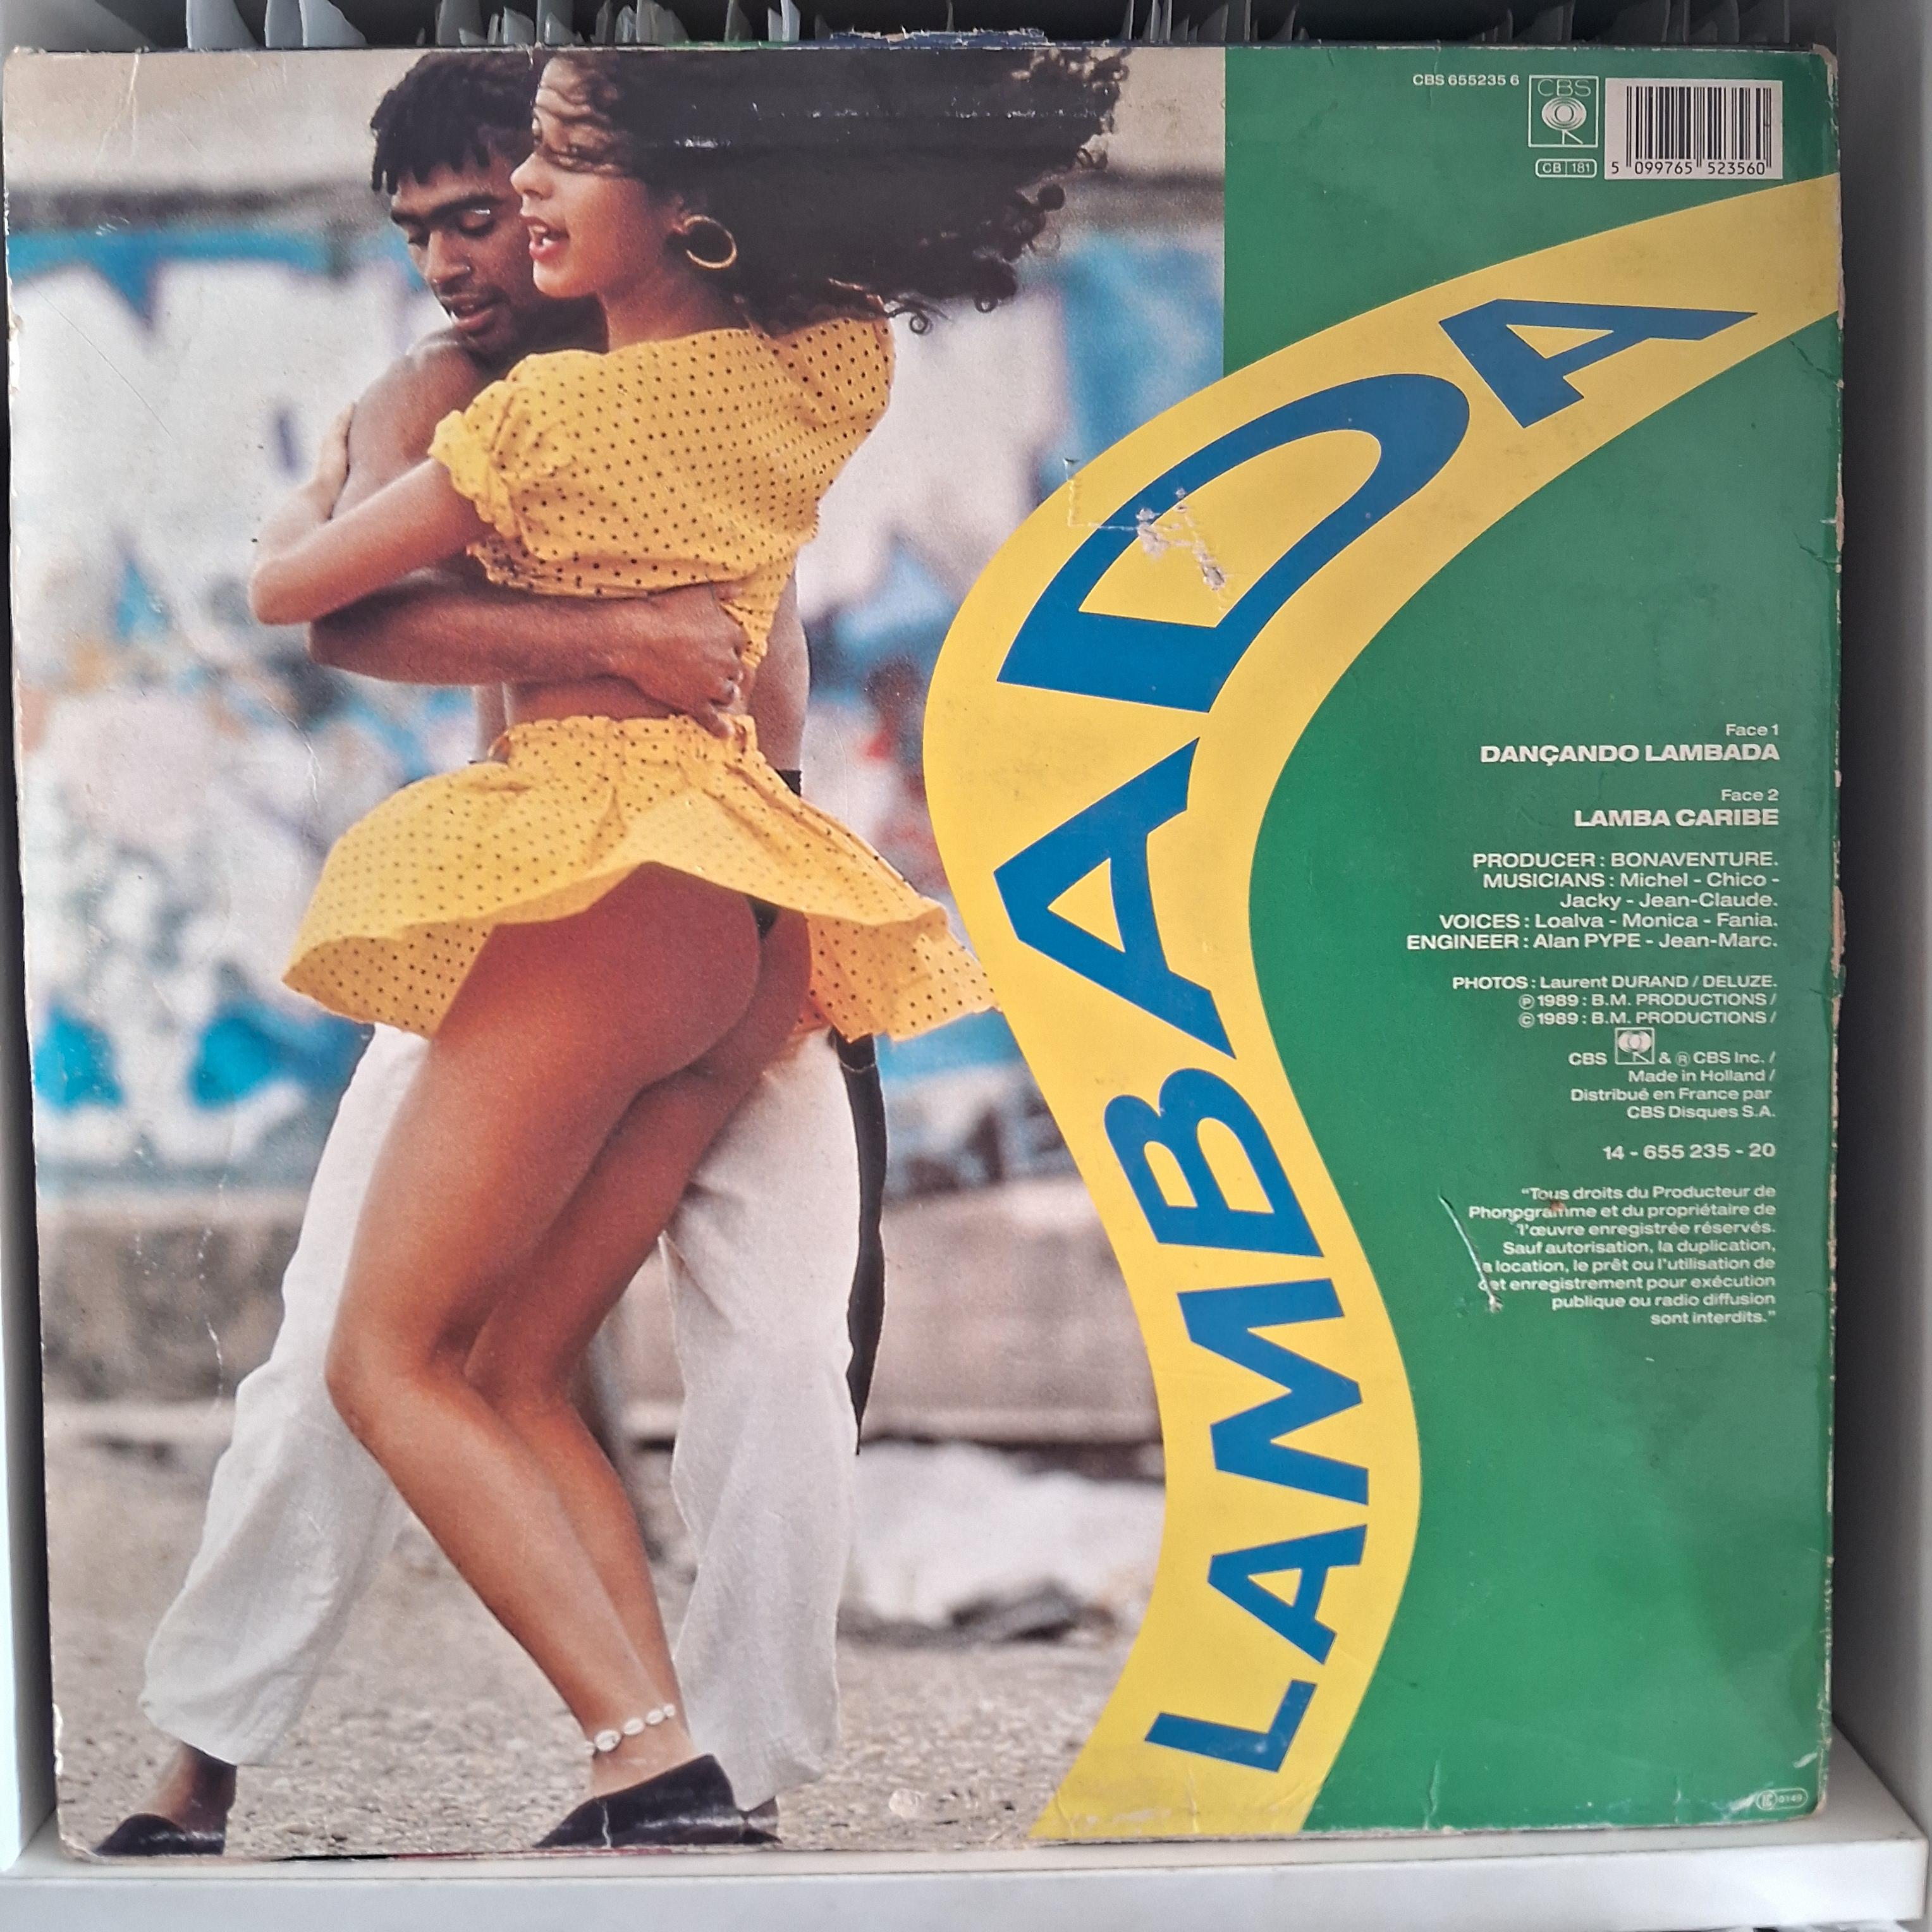 CBS 655235 6
CBS
CB 181
5 099765 523560
LAMBADA
Face 1
DANÇANDO LAMBADA
Face 2
LAMBA CARIBE
PRODUCER : BONAVENTURE.
MUSICIANS : Michel - Chico -
Jacky - Jean-Claude.
VOICES : Loalva - Monica - Fania.
ENGINEER : Alan PYPE - Jean-Marc.
PHOTOS : Laurent DURAND / DELUZE.
℗ 1989 : B.M. PRODUCTIONS /
© 1989 : B.M. PRODUCTIONS /
CBS & ® CBS Inc. /
Made in Holland /
Distribué en France par
CBS Disques S.A.
14 - 655 235 - 20
“Tous droits du Producteur de
Phonogramme et du propriétaire de
l’œuvre enregistrée réservés.
Sauf autorisation, la duplication,
la location, le prêt ou l’utilisation de
cet enregistrement pour exécution
publique ou radio diffusion
sont interdits.”
0149